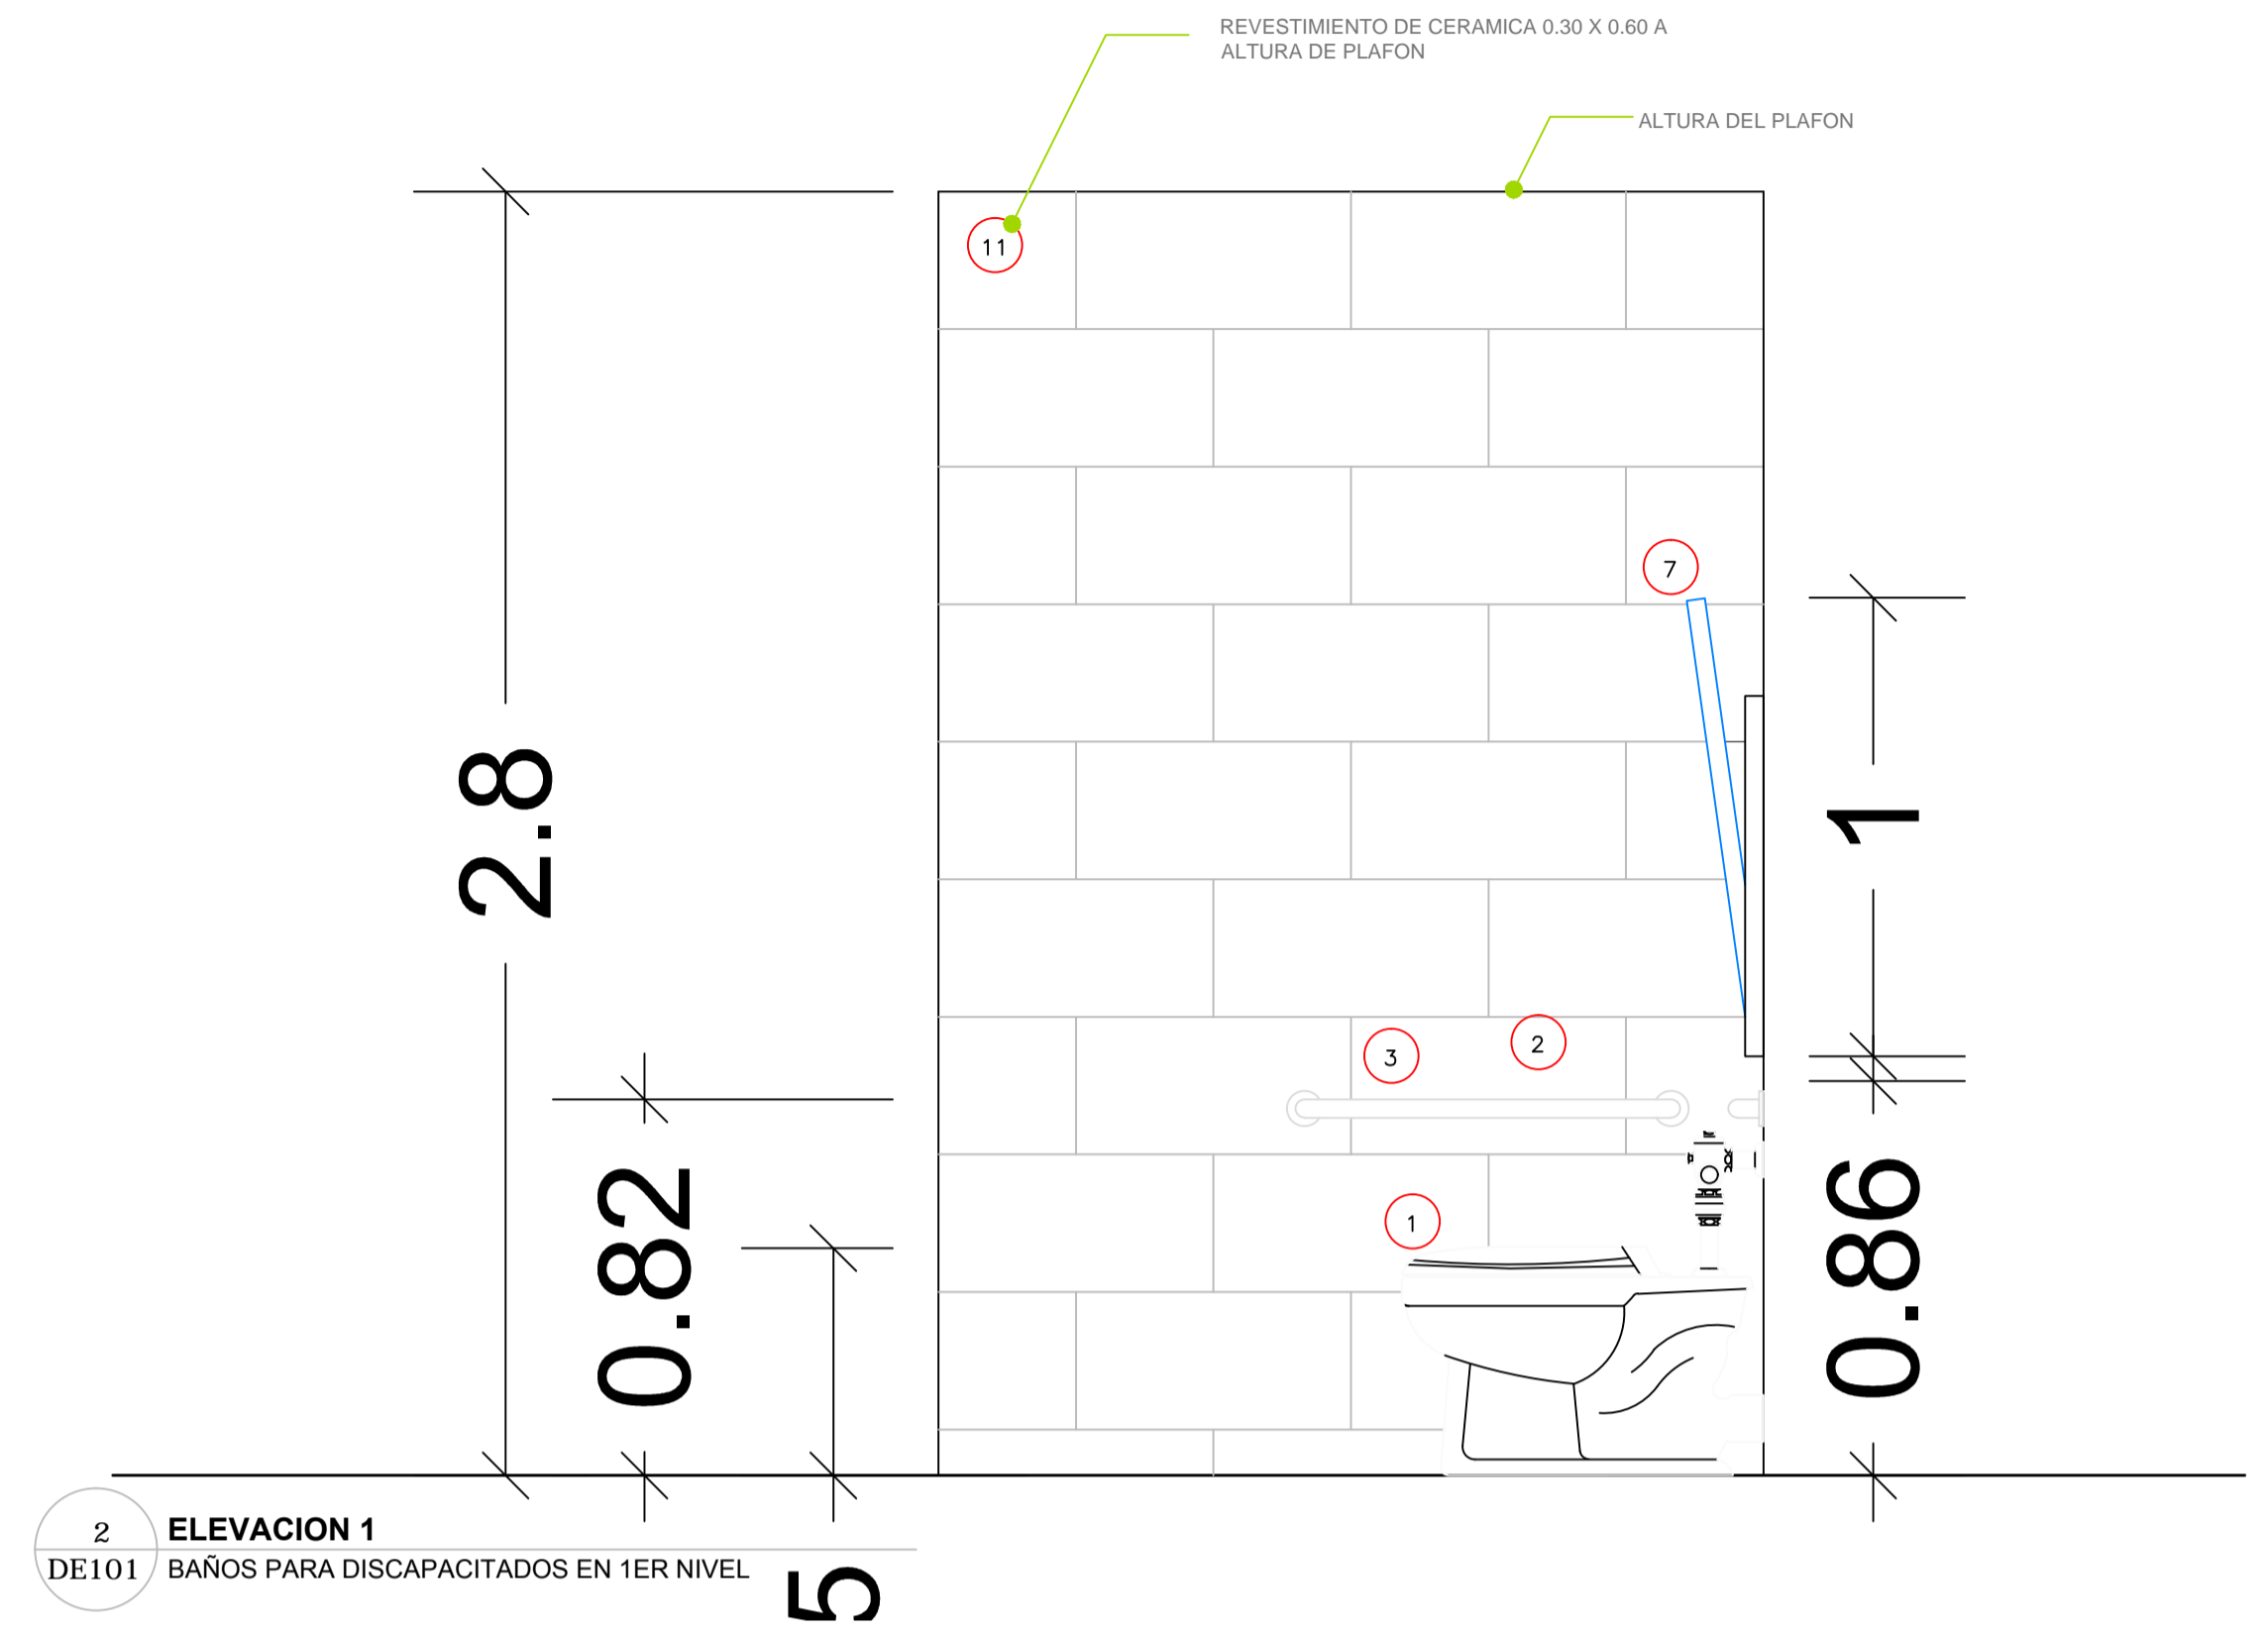 REVESTIMIENTO DE CERAMICA 0.30 X 0.60 A
ALTURA DE PLAFON
ALTURA DEL PLAFON
11
7
2.8
1
3
2
0.82
1
0.86
2
DE101
ELEVACION 1
BAÑOS PARA DISCAPACITADOS EN 1ER NIVEL
5